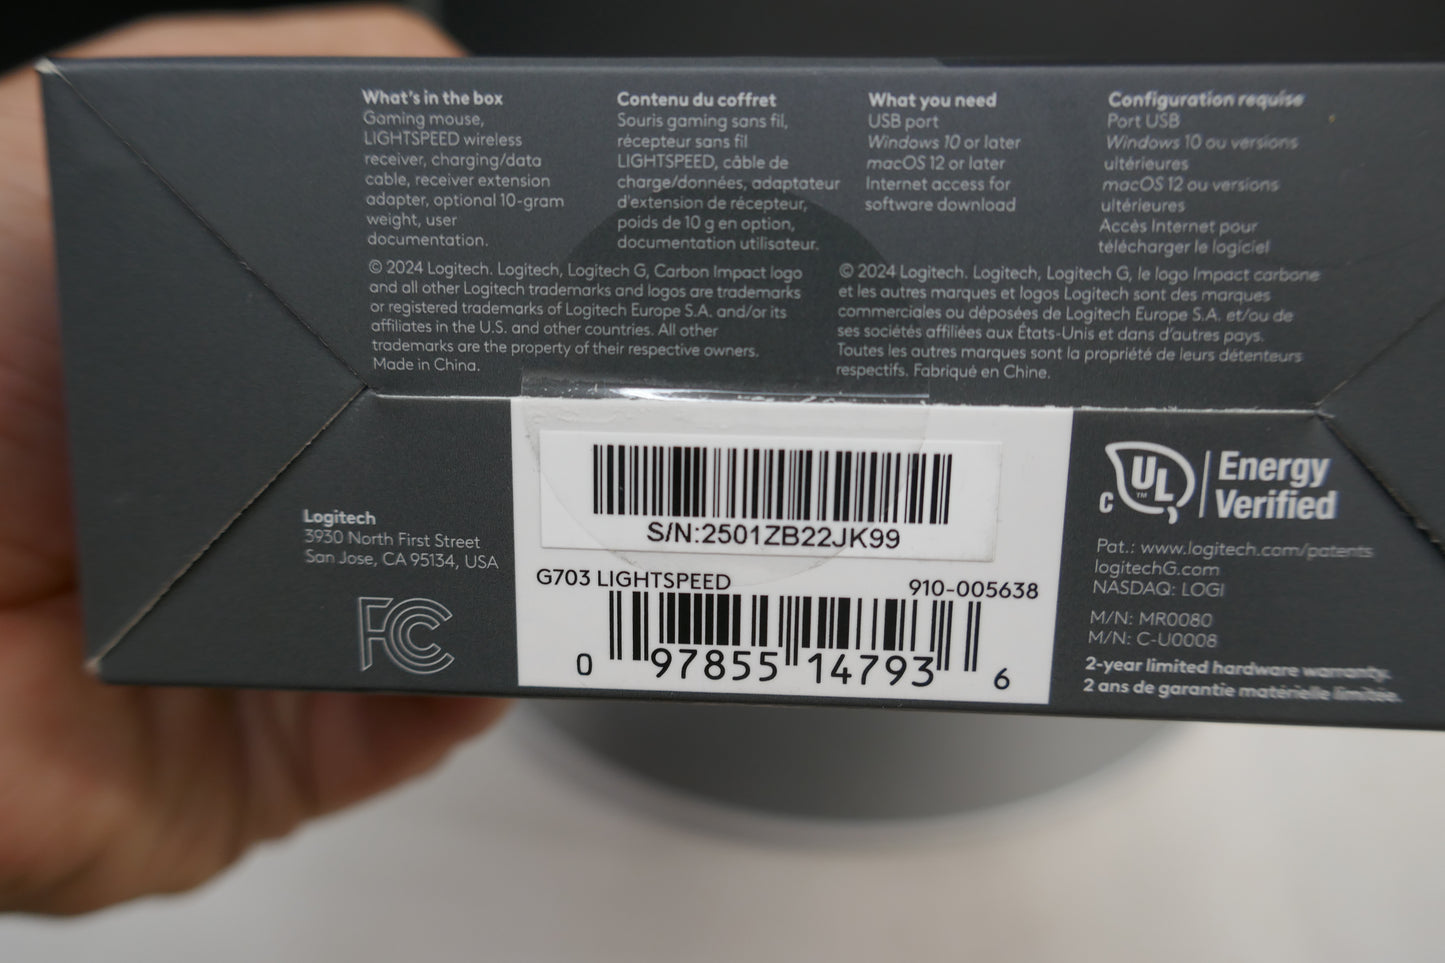 What's in the box
Gaming mouse,
LIGHTSPEED wireless
receiver, charging/data
cable, receiver extension
adapter, optional 10-gram
weight, user
documentation.
Contenu du coffret
Souris gaming sans fil,
récepteur sans fil
LIGHTSPEED, câble de
charge/données, adaptateur
d'extension de récepteur,
poids de 10 g en option,
documentation utilisateur.
What you need
USB port
Windows 10 or later
macOS 12 or later
Internet access for
software download
Configuration requise
Port USB
Windows 10 ou versions
ultérieures
macOS 12 ou versions
ultérieures
Accès Internet pour
télécharger le logiciel
© 2024 Logitech. Logitech, Logitech G, Carbon Impact logo
and all other Logitech trademarks and logos are trademarks
or registered trademarks of Logitech Europe S.A. and/or its
affiliates in the U.S. and other countries. All other
trademarks are the property of their respective owners.
Made in China.
© 2024 Logitech. Logitech, Logitech G, le logo Impact carbone
et les autres marques et logos Logitech sont des marques
commerciales ou déposées de Logitech Europe S.A. et/ou de
ses sociétés affiliées aux États-Unis et dans d'autres pays.
Toutes les autres marques sont la propriété de leurs détenteurs
respectifs. Fabriqué en Chine.
Logitech
3930 North First Street
San Jose, CA 95134, USA
FC
S/N:2501ZB22JK99
G703 LIGHTSPEED 910-005638
0 97855 14793 6
c UL ™ Energy
Verified
Pat.: www.logitech.com/patents
logitechG.com
NASDAQ: LOGI
M/N: MR0080
M/N: C-U0008
2-year limited hardware warranty.
2 ans de garantie matérielle limitée.